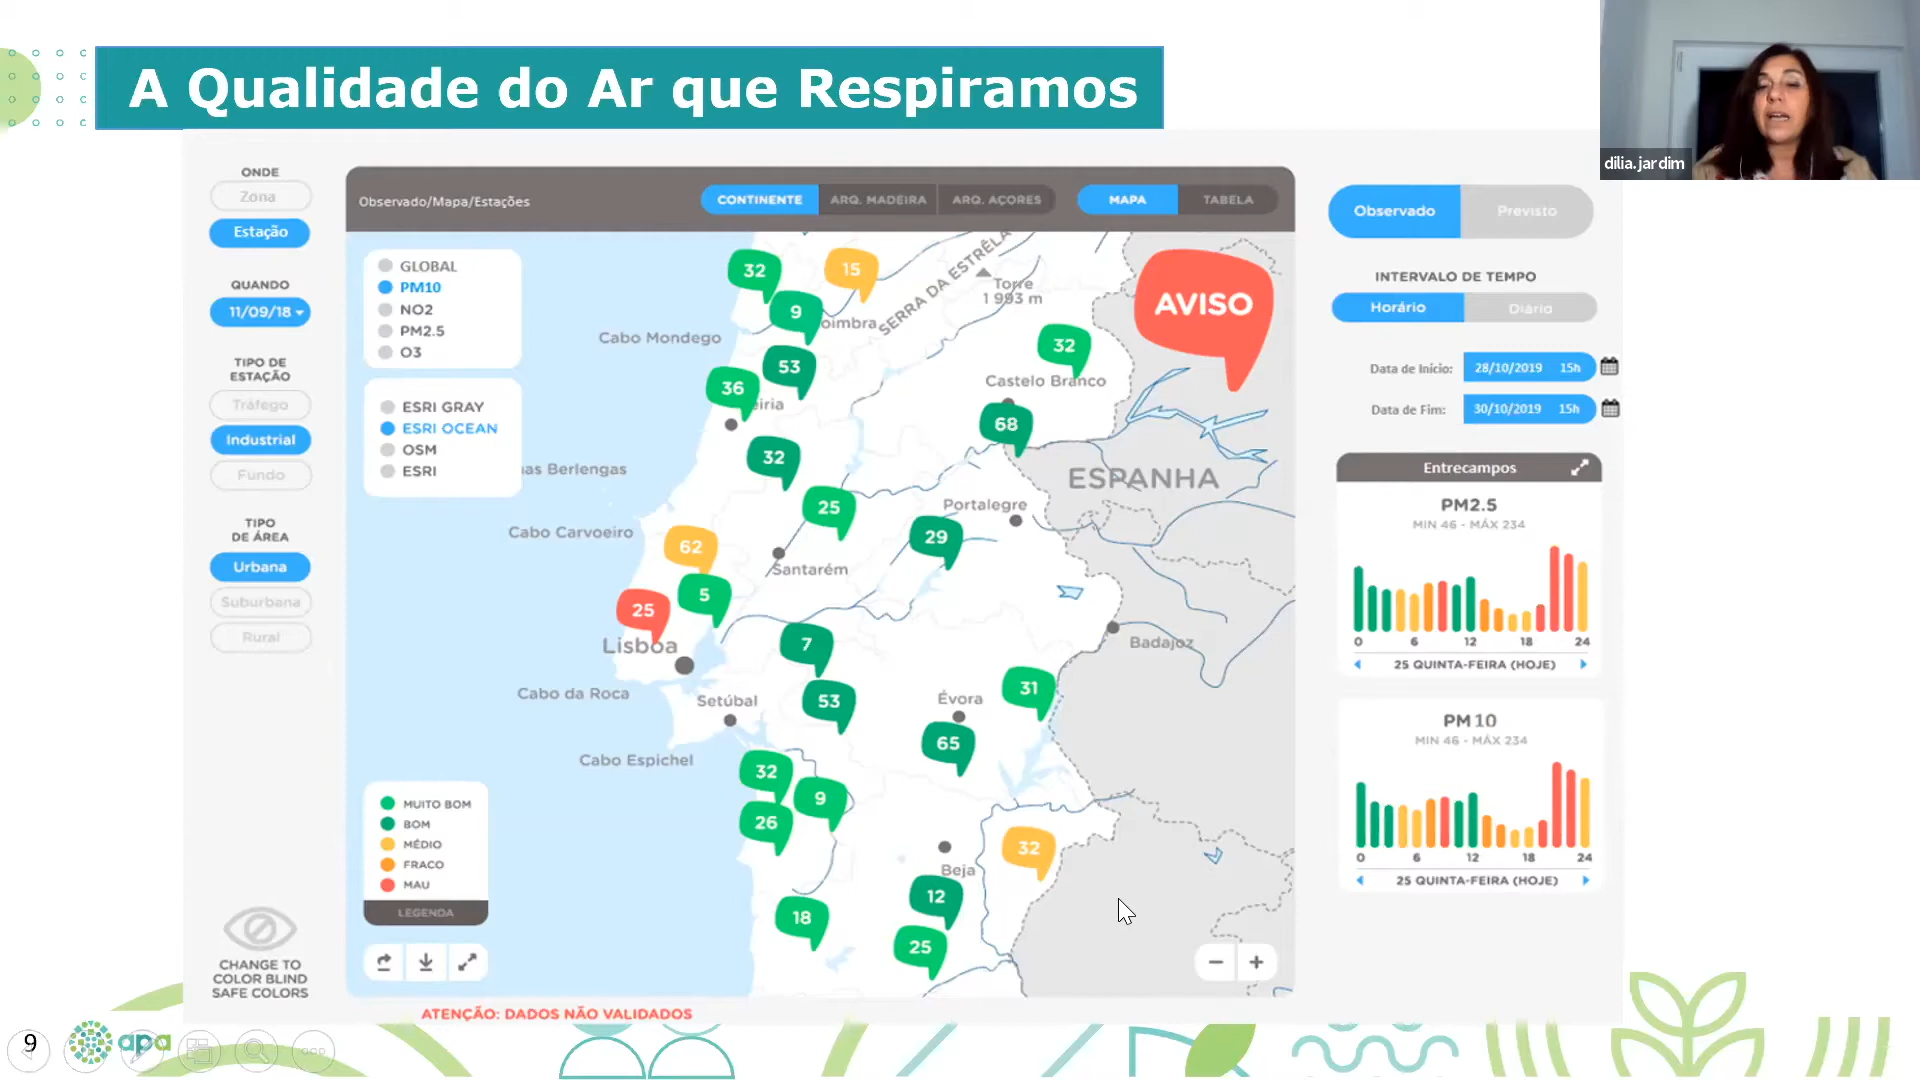 A Qualidade do Ar que Respiramos
dilia.jardim
ONDE
Zona
Estação
QUANDO
11/09/18
TIPO DE
ESTAÇÃO
Tráfego
Industrial
Fundo
TIPO
DE ÁREA
Urbana
Suburbana
Rural
CHANGE TO
COLOR BLIND
SAFE COLORS
Observado/Mapa/Estações
CONTINENTE
ARQ. MADEIRA
ARQ. AÇORES
MAPA
TABELA
GLOBAL
PM10
NO2
PM2.5
O3
ESRI GRAY
ESRI OCEAN
OSM
ESRI
32
15
SERRA DA ESTRÊLA
Torre
1 993 m
AVISO
9
oimbra
Cabo Mondego
32
53
Castelo Branco
36
eiria
68
32
as Berlengas
ESPANHA
25
Portalegre
Cabo Carvoeiro
29
62
Santarém
5
25
Lisboa
7
Badajoz
Cabo da Roca
Setúbal
53
Évora
31
65
Cabo Espichel
32
9
26
32
Beja
12
18
25
MUITO BOM
BOM
MÉDIO
FRACO
MAU
LEGENDA
ATENÇÃO: DADOS NÃO VALIDADOS
Observado
Previsto
INTERVALO DE TEMPO
Horário
Diário
Data de Início: 28/10/2019 15h
Data de Fim: 30/10/2019 15h
Entrecampos
PM2.5
MIN 46 - MÁX 234
0 6 12 18 24
25 QUINTA-FEIRA (HOJE)
PM 10
MIN 46 - MÁX 234
0 6 12 18 24
25 QUINTA-FEIRA (HOJE)
9
apa